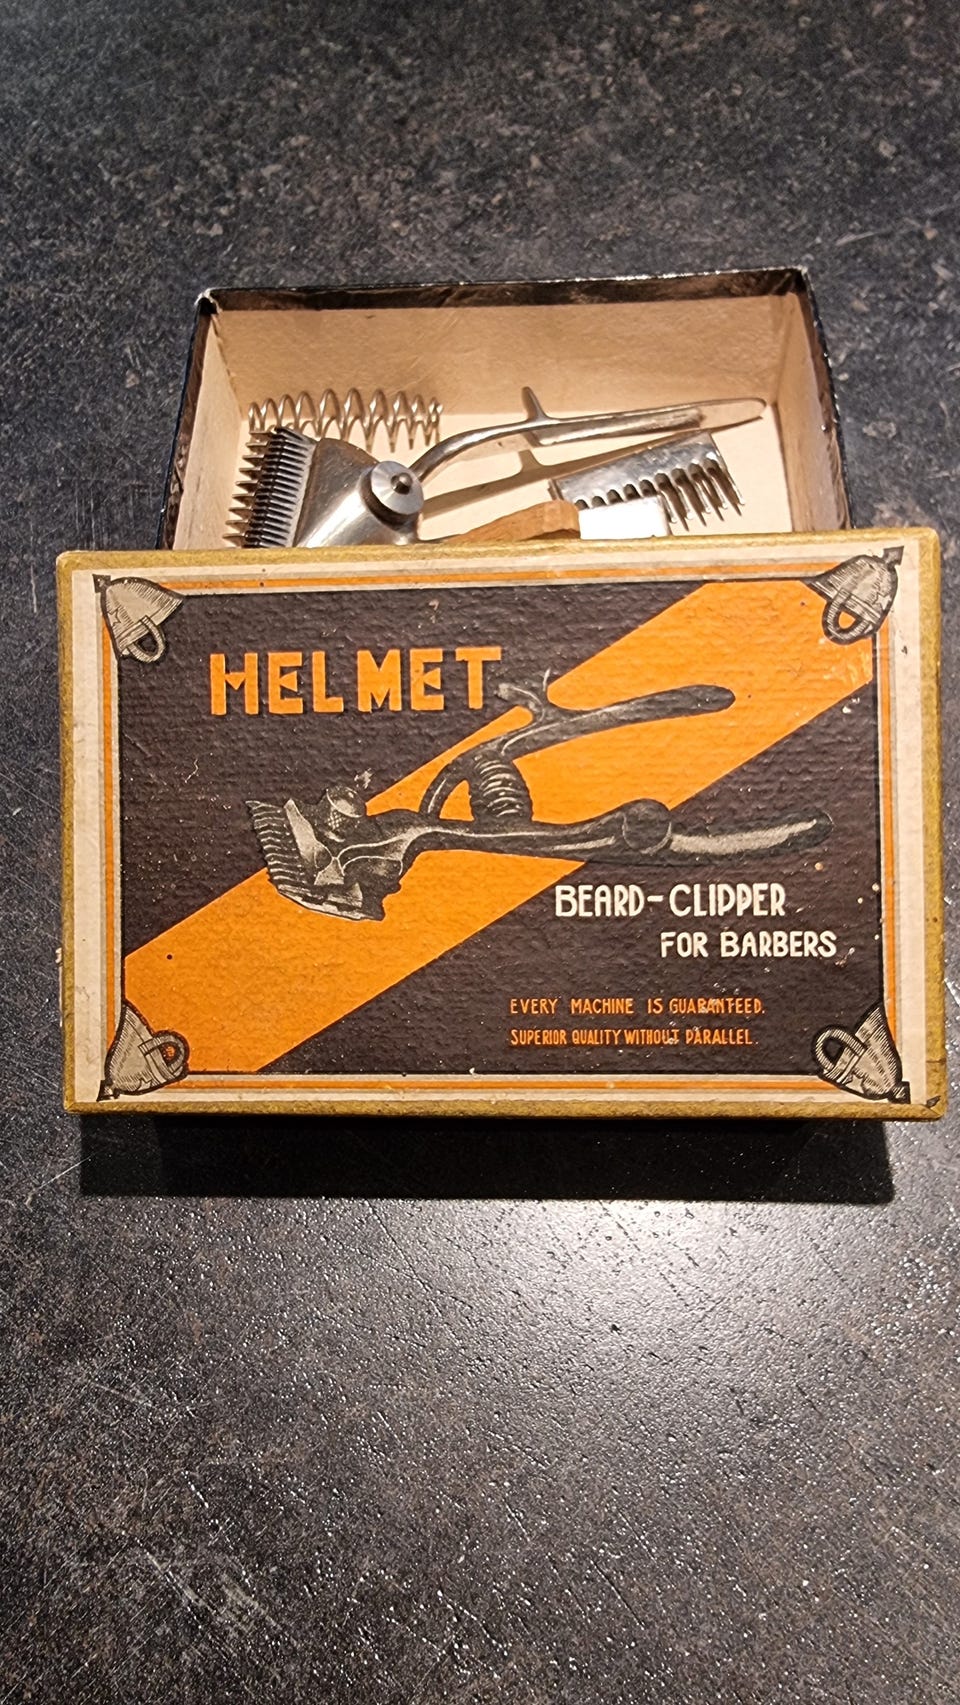 HELMET
BEARD-CLIPPER
FOR BARBERS
EVERY MACHINE IS GUARANTEED.
SUPERIOR QUALITY WITHOUT PARALLEL.